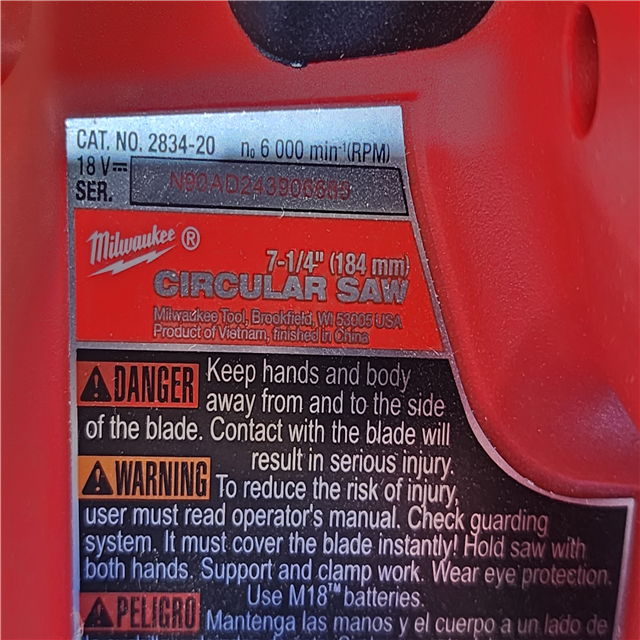 CAT. NO. 2834-20 n₀ 6 000 min⁻¹(RPM)
18 V⎓
SER. N90AD243906885
Milwaukee®
7-1/4" (184 mm)
CIRCULAR SAW
Milwaukee Tool, Brookfield, WI 53005 USA
Product of Vietnam, finished in China
DANGER Keep hands and body
away from and to the side
of the blade. Contact with the blade will
result in serious injury.
WARNING To reduce the risk of injury,
user must read operator's manual. Check guarding
system. It must cover the blade instantly! Hold saw with
both hands. Support and clamp work. Wear eye protection.
Use M18™ batteries.
PELIGRO Mantenga las manos y el cuerpo a un lado de